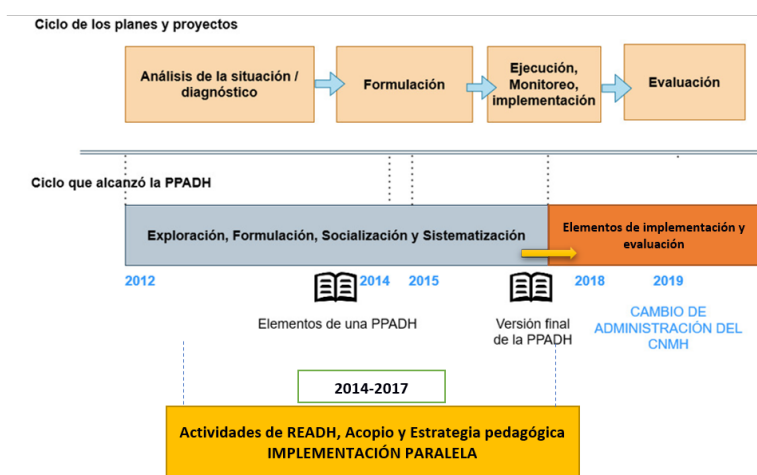 Ciclo de los planes y proyectos
Análisis de la situación /
diagnóstico
Formulación
Ejecución,
Monitoreo,
implementación
Evaluación
Ciclo que alcanzó la PPADH
Exploración, Formulación, Socialización y Sistematización
Elementos de implementación y
evaluación
2012
2014
2015
2018
2019
Elementos de una PPADH
Versión final
de la PPADH
CAMBIO DE
ADMINISTRACIÓN DEL
CNMH
2014-2017
Actividades de READH, Acopio y Estrategia pedagógica
IMPLEMENTACIÓN PARALELA